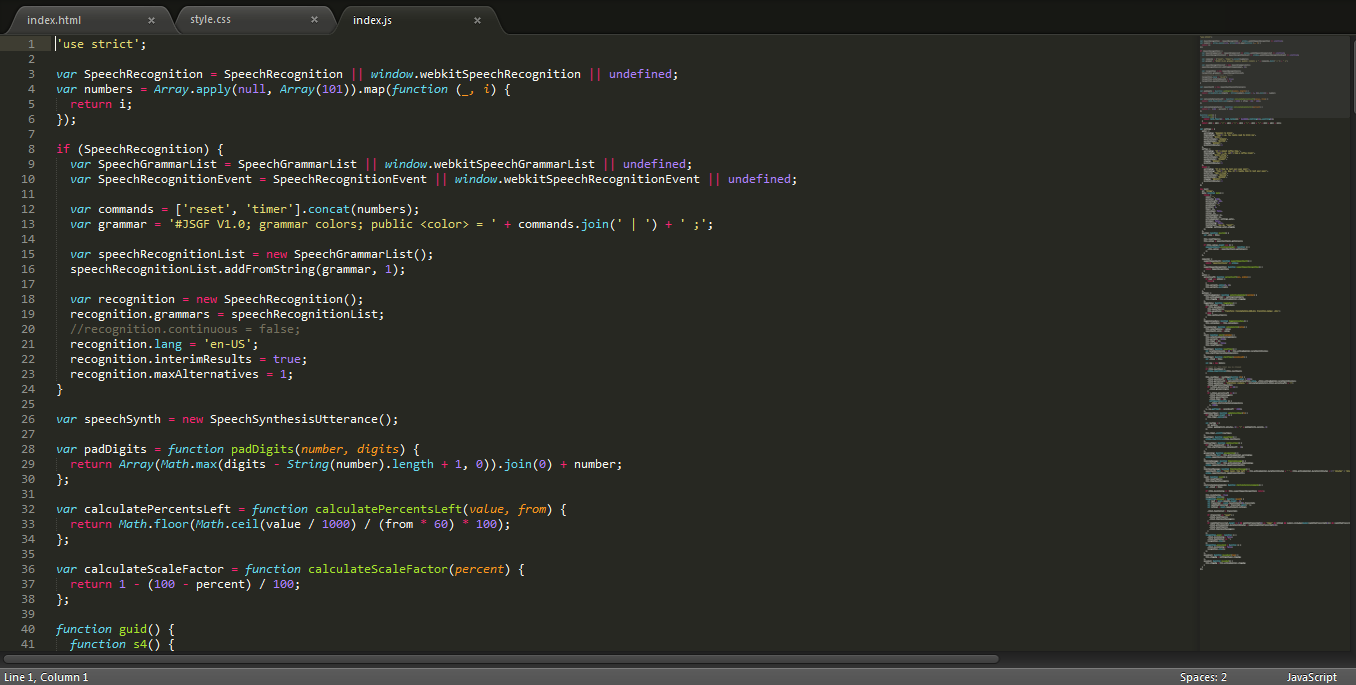 index.html × style.css × index.js ×
1 'use strict';
2
3 var SpeechRecognition = SpeechRecognition || window.webkitSpeechRecognition || undefined;
4 var numbers = Array.apply(null, Array(101)).map(function (_, i) {
5   return i;
6 });
7
8 if (SpeechRecognition) {
9   var SpeechGrammarList = SpeechGrammarList || window.webkitSpeechGrammarList || undefined;
10   var SpeechRecognitionEvent = SpeechRecognitionEvent || window.webkitSpeechRecognitionEvent || undefined;
11
12   var commands = ['reset', 'timer'].concat(numbers);
13   var grammar = '#JSGF V1.0; grammar colors; public <color> = ' + commands.join(' | ') + ' ;';
14
15   var speechRecognitionList = new SpeechGrammarList();
16   speechRecognitionList.addFromString(grammar, 1);
17
18   var recognition = new SpeechRecognition();
19   recognition.grammars = speechRecognitionList;
20   //recognition.continuous = false;
21   recognition.lang = 'en-US';
22   recognition.interimResults = true;
23   recognition.maxAlternatives = 1;
24 }
25
26 var speechSynth = new SpeechSynthesisUtterance();
27
28 var padDigits = function padDigits(number, digits) {
29   return Array(Math.max(digits - String(number).length + 1, 0)).join(0) + number;
30 };
31
32 var calculatePercentsLeft = function calculatePercentsLeft(value, from) {
33   return Math.floor(Math.ceil(value / 1000) / (from * 60) * 100);
34 };
35
36 var calculateScaleFactor = function calculateScaleFactor(percent) {
37   return 1 - (100 - percent) / 100;
38 };
39
40 function guid() {
41   function s4() {
Line 1, Column 1 Spaces: 2 JavaScript